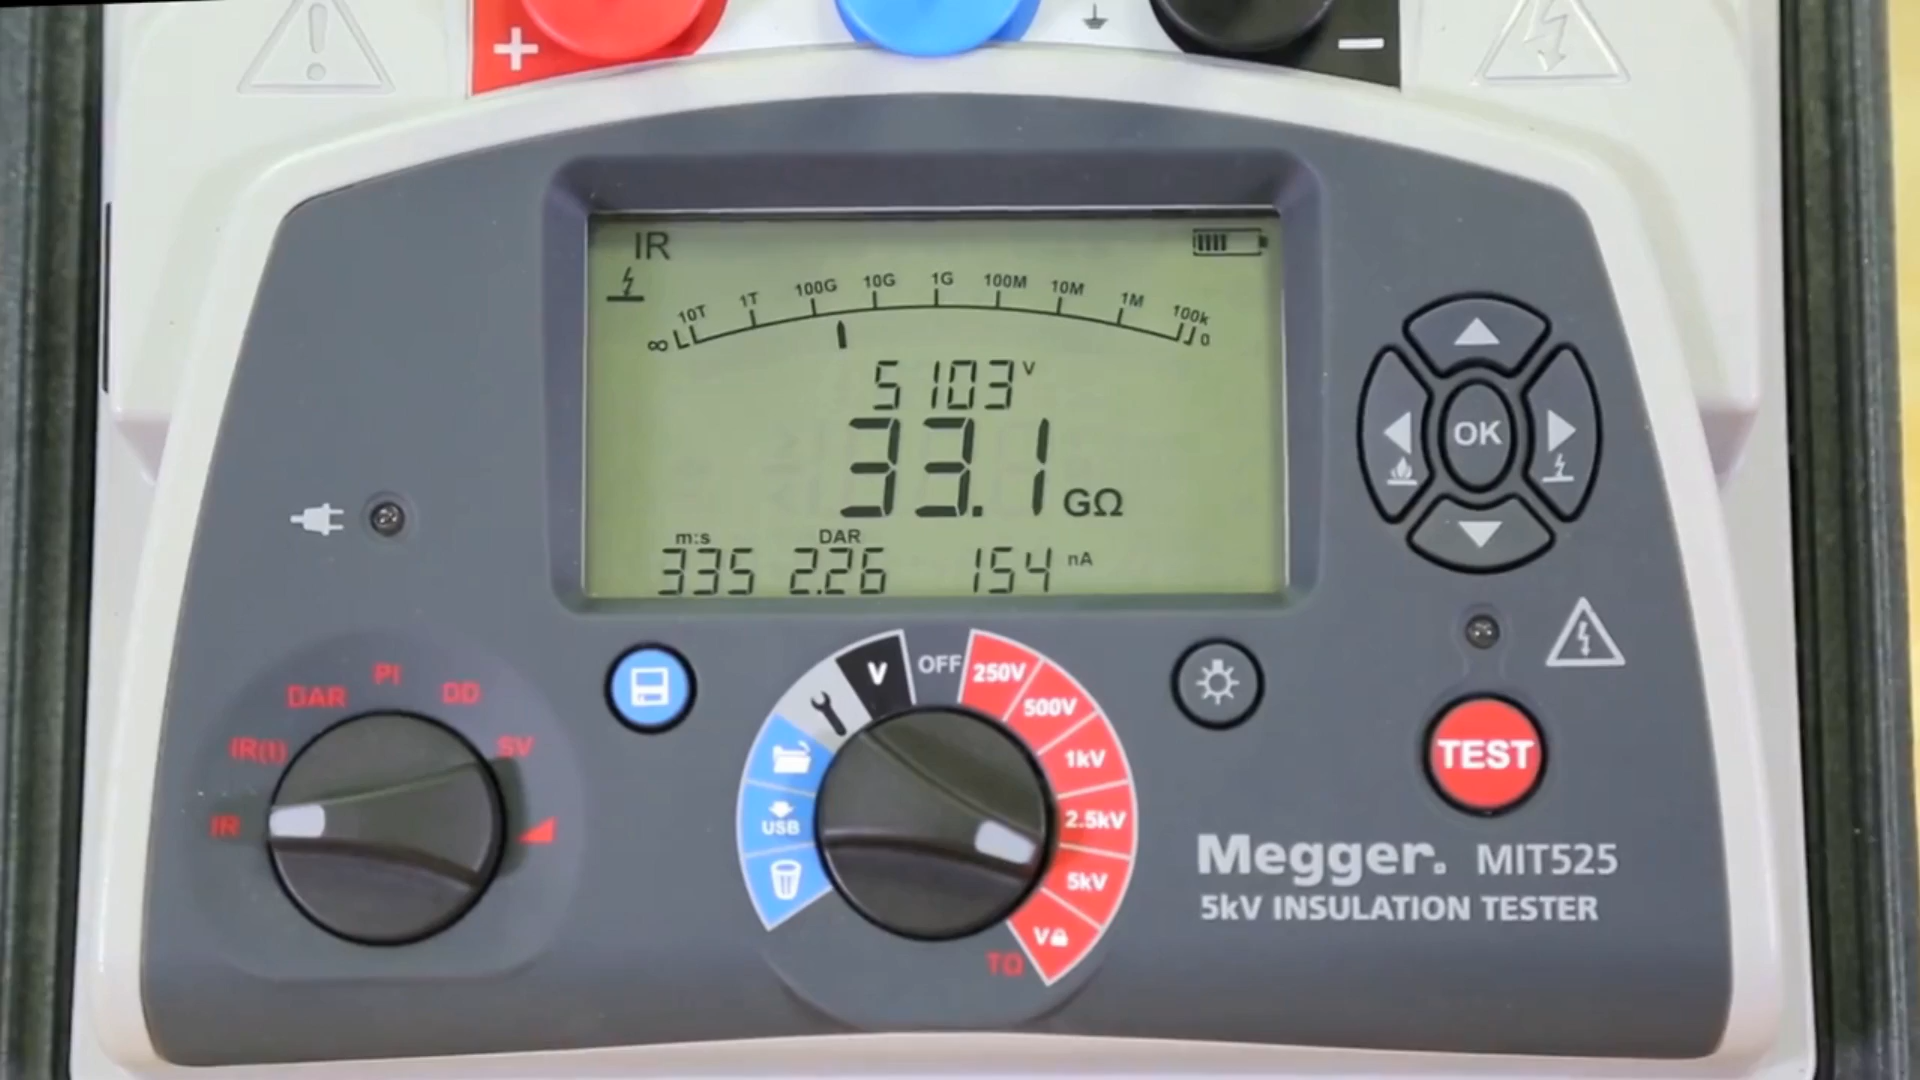 + −
IR
∞ 10T 1T 100G 10G 1G 100M 10M 1M 100k 0
5103 V
33.1 GΩ
m:s DAR
335 2.26 154 nA
OK
IR IR(t) DAR PI DD SV
USB V OFF 250V 500V 1kV 2.5kV 5kV V
TΩ
TEST
Megger. MIT525
5kV INSULATION TESTER